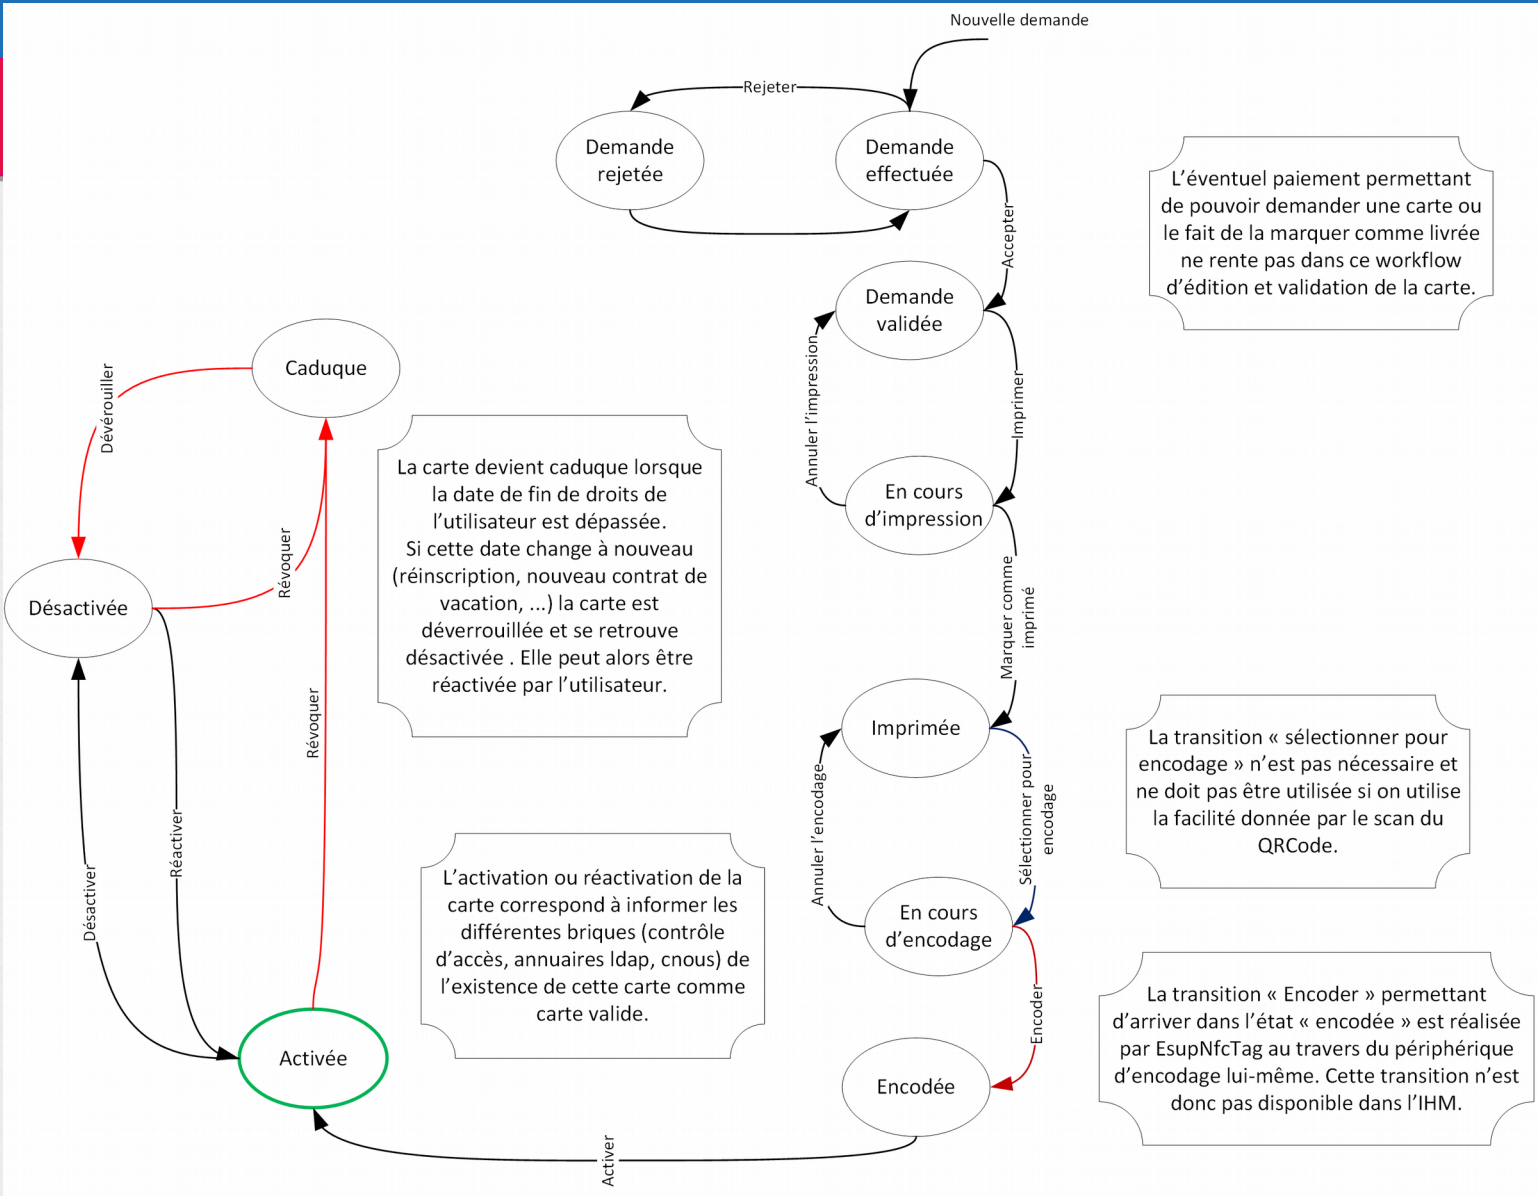 Nouvelle demande
Rejeter
Demande
rejetée
Demande
effectuée
Accepter
L’éventuel paiement permettant
de pouvoir demander une carte ou
le fait de la marquer comme livrée
ne rente pas dans ce workflow
d’édition et validation de la carte.
Demande
validée
Annuler l’impression
Imprimer
En cours
d’impression
Caduque
Dévérouiller
Révoquer
La carte devient caduque lorsque
la date de fin de droits de
l’utilisateur est dépassée.
Si cette date change à nouveau
(réinscription, nouveau contrat de
vacation, ...) la carte est
déverrouillée et se retrouve
désactivée . Elle peut alors être
réactivée par l’utilisateur.
Désactivée
Marquer comme
imprimé
Révoquer
Imprimée
La transition « sélectionner pour
encodage » n’est pas nécessaire et
ne doit pas être utilisée si on utilise
la facilité donnée par le scan du
QRCode.
Annuler l’encodage
Sélectionner pour
encodage
Réactiver
Désactiver
L’activation ou réactivation de la
carte correspond à informer les
différentes briques (contrôle
d’accès, annuaires ldap, cnous) de
l’existence de cette carte comme
carte valide.
En cours
d’encodage
Encoder
La transition « Encoder » permettant
d’arriver dans l’état « encodée » est réalisée
par EsupNfcTag au travers du périphérique
d’encodage lui-même. Cette transition n’est
donc pas disponible dans l’IHM.
Activée
Encodée
Activer